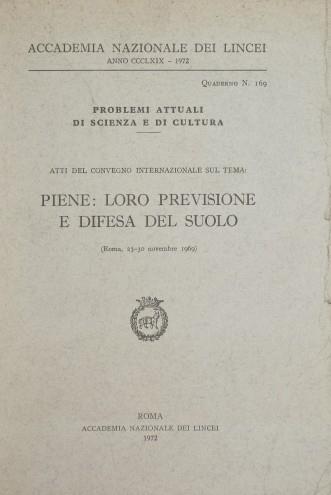 ACCADEMIA NAZIONALE DEI LINCEI
ANNO CCCLXIX - 1972
QUADERNO N. 169
PROBLEMI ATTUALI
DI SCIENZA E DI CULTURA
ATTI DEL CONVEGNO INTERNAZIONALE SUL TEMA:
PIENE: LORO PREVISIONE
E DIFESA DEL SUOLO
(Roma, 23-30 novembre 1969)
ROMA
ACCADEMIA NAZIONALE DEI LINCEI
1972